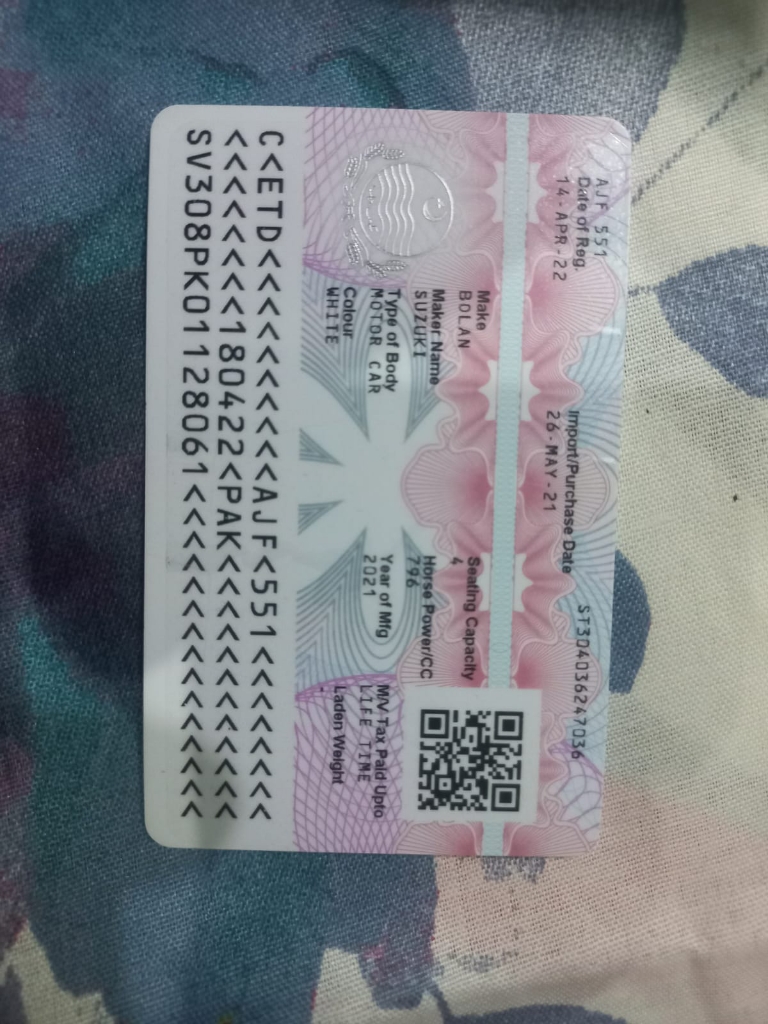 AJF 551
ST304036247036
Date of Reg.
14-APR-22
Import/Purchase Date
26-MAY-21
Make
BOLAN
Seating Capacity
4
Maker Name
SUZUKI
Horse Power/CC
796
Type of Body
MOTOR CAR
Year of Mfg
2021
M/V Tax Paid Upto
LIFE TIME
Colour
WHITE
Laden Weight
-
C<ETD<<<<<<<<<<AJF<551<<<<<<<<
<<<<<<<<180422<PAK<<<<<<<<<<<<
SV308PK01128061<<<<<<<<<<<<<<<